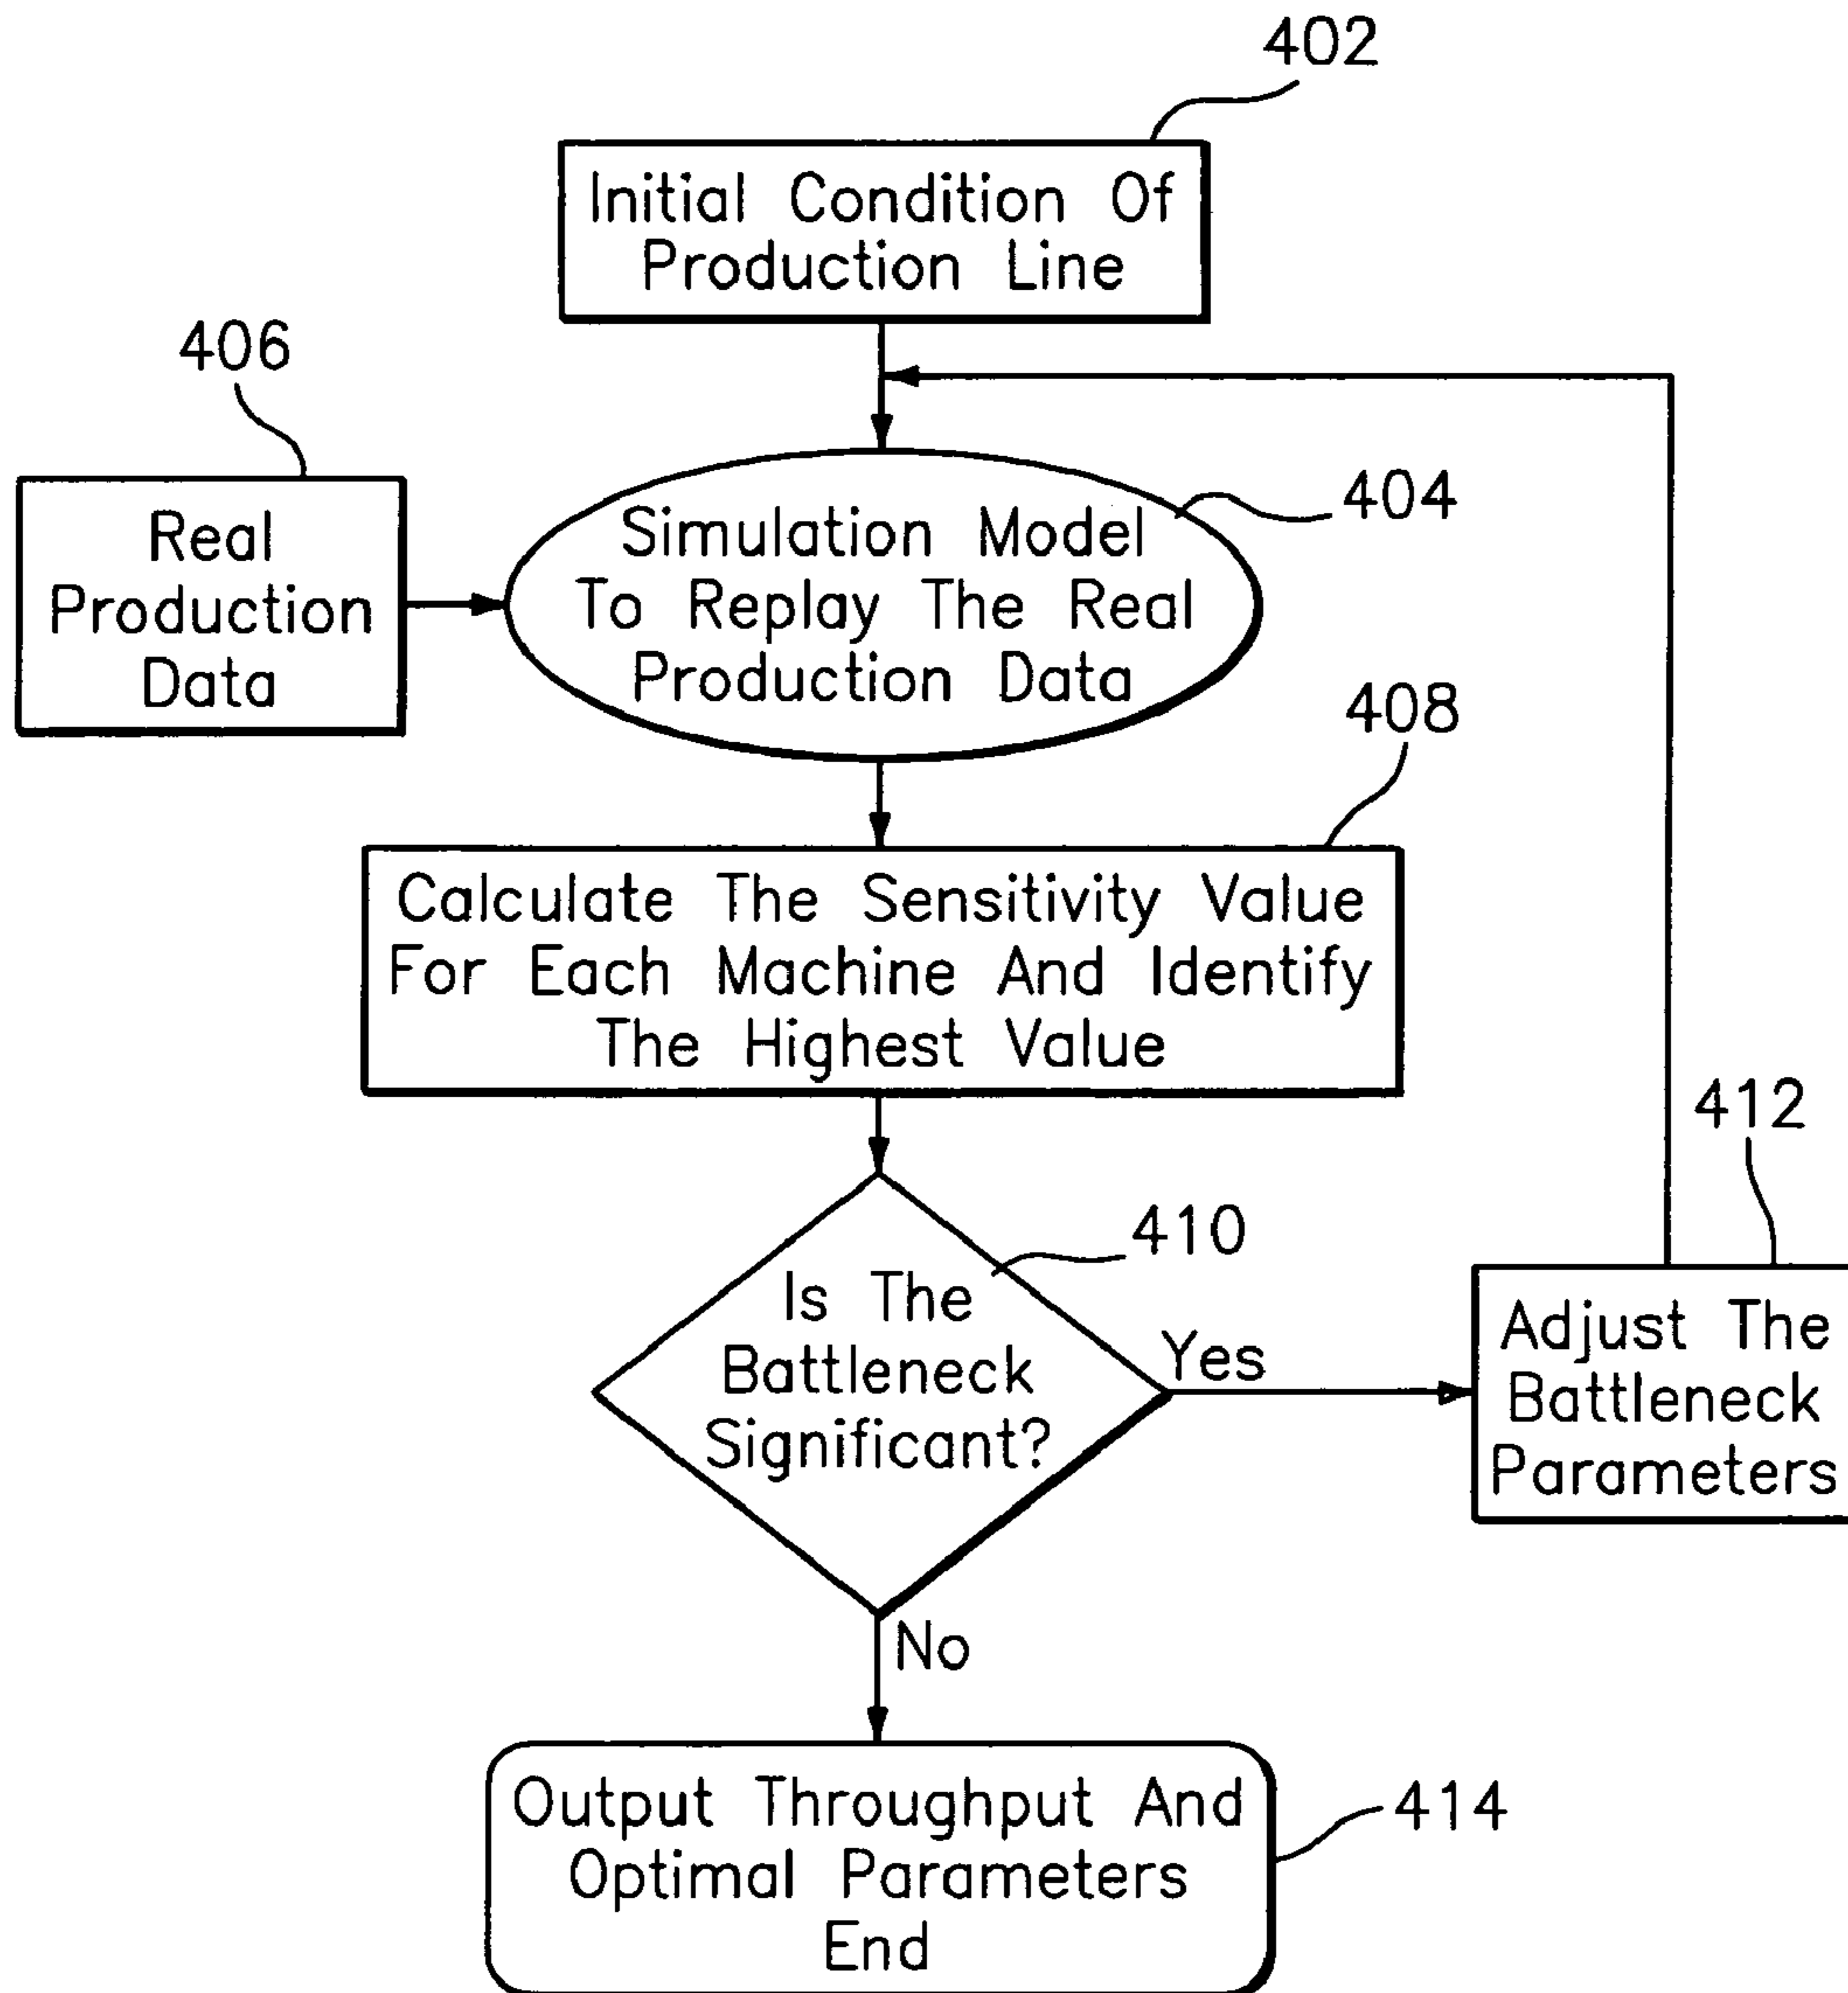 402
Initial Condition Of
Production Line
406
Real
Production
Data
404
Simulation Model
To Replay The Real
Production Data
408
Calculate The Sensitivity Value
For Each Machine And Identify
The Highest Value
410
Is The
Battleneck
Significant?
Yes
412
Adjust The
Battleneck
Parameters
No
Output Throughput And
Optimal Parameters
End
414